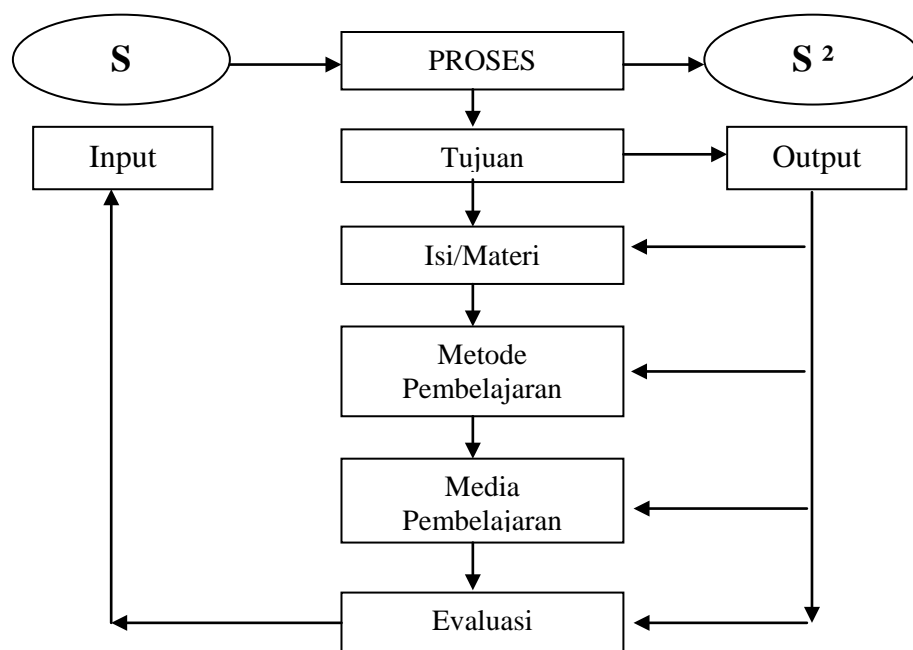 S
PROSES
S ²
Input
Tujuan
Output
Isi/Materi
Metode
Pembelajaran
Media
Pembelajaran
Evaluasi